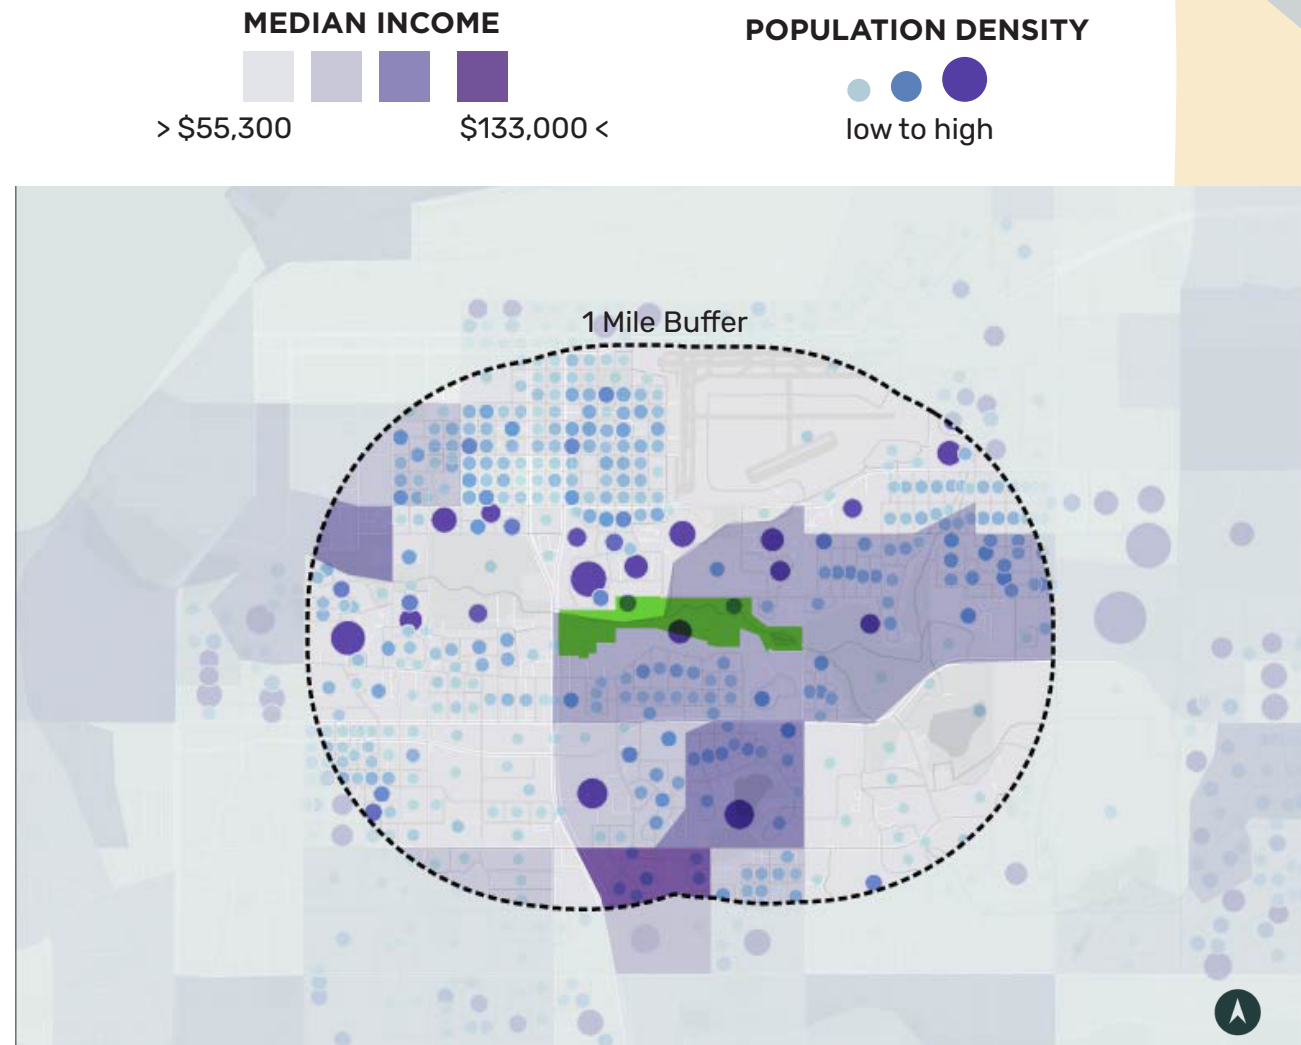 MEDIAN INCOME
> $55,300
$133,000 <
POPULATION DENSITY
low to high
1 Mile Buffer